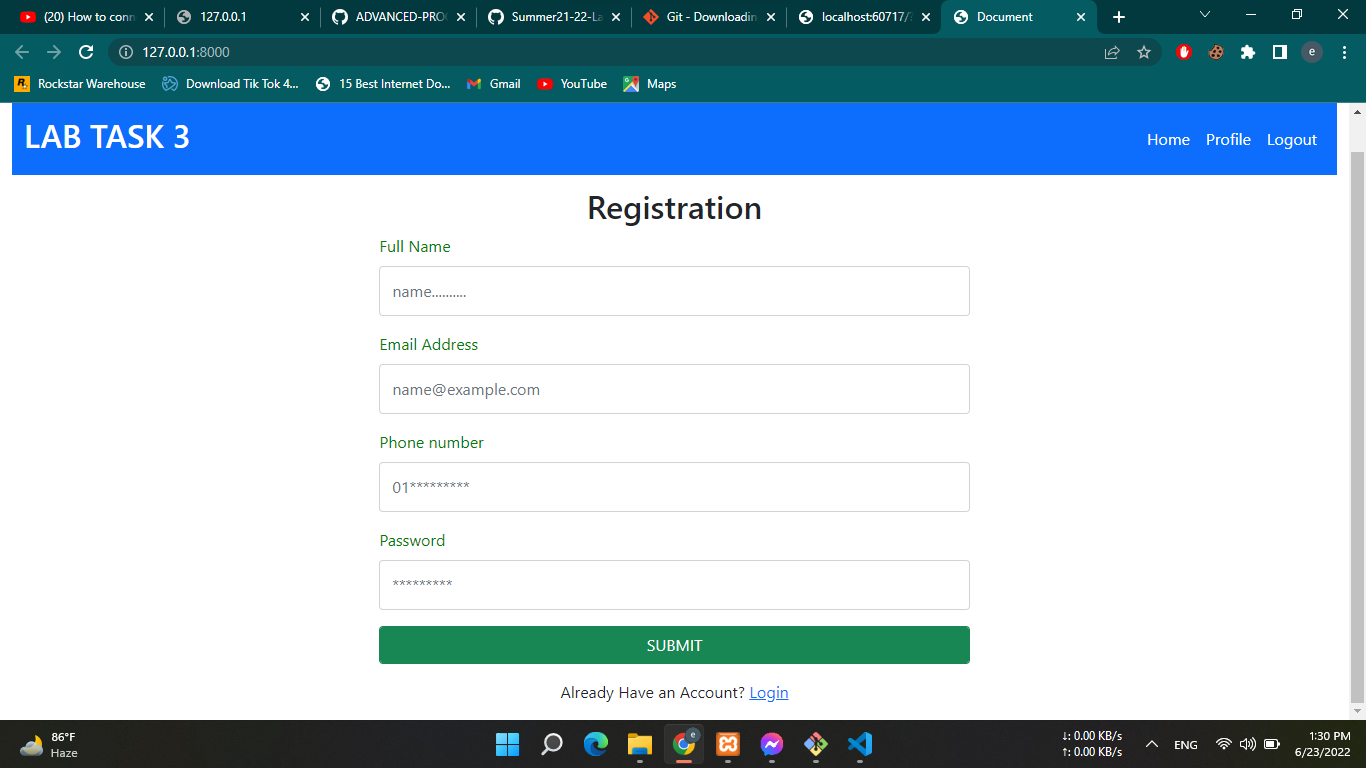 (20) How to conn
127.0.0.1
ADVANCED-PRO
Summer21-22-La
Git - Downloadin
localhost:60717/
Document
127.0.0.1:8000
e
Rockstar Warehouse
Download Tik Tok 4...
15 Best Internet Do...
Gmail
YouTube
Maps
LAB TASK 3
Home Profile Logout
Registration
Full Name
name..........
Email Address
name@example.com
Phone number
01*********
Password
*********
SUBMIT
Already Have an Account? Login
86°F
Haze
e
↓: 0.00 KB/s
↑: 0.00 KB/s
ENG
1:30 PM
6/23/2022